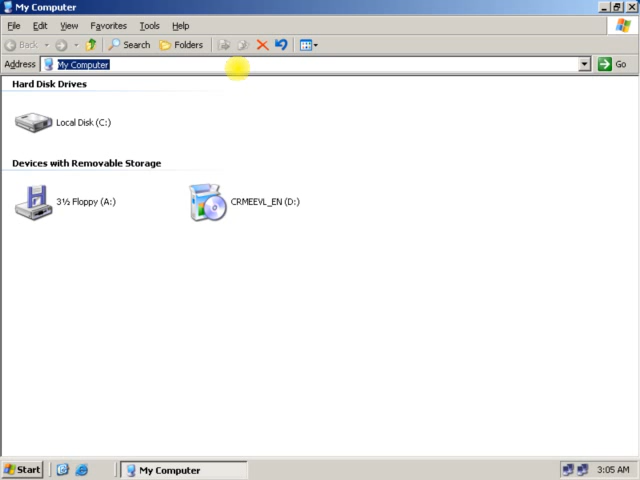 My Computer
File Edit View Favorites Tools Help
Back Search Folders
Address My Computer Go
Hard Disk Drives
Local Disk (C:)
Devices with Removable Storage
3½ Floppy (A:) CRMEEVL_EN (D:)
Start My Computer 3:05 AM